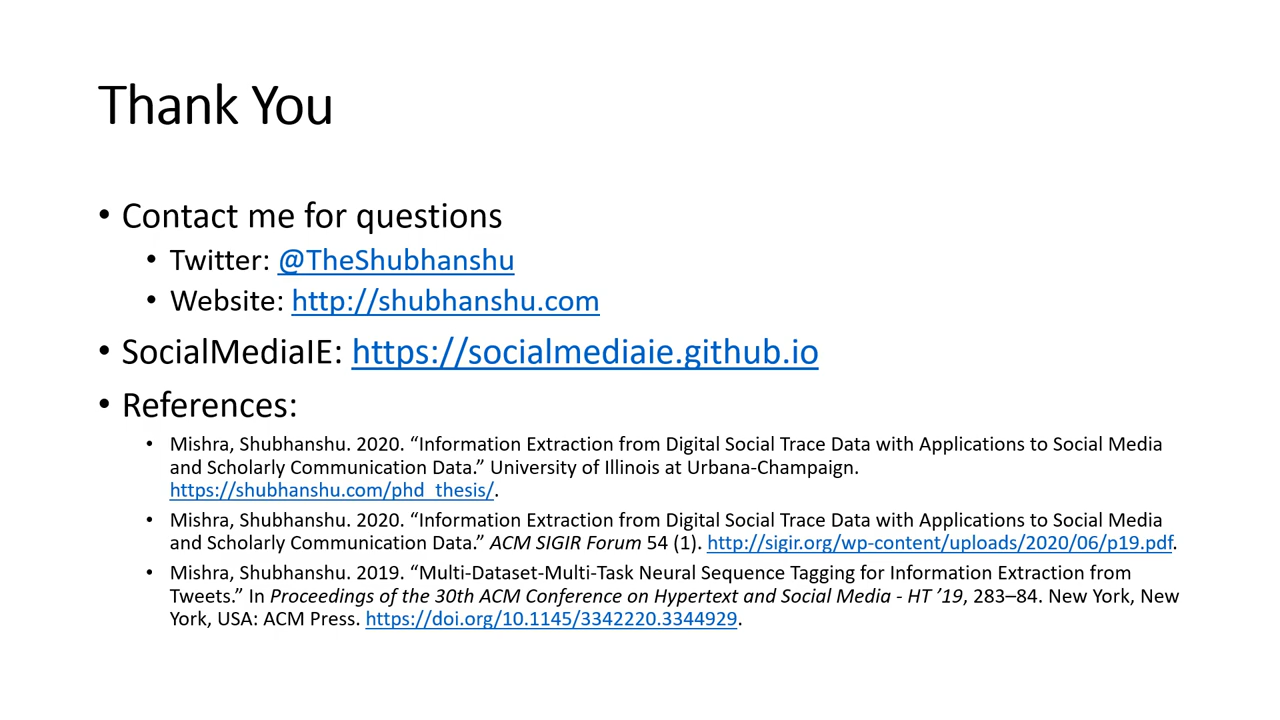 Thank You
• Contact me for questions
• Twitter: @TheShubhanshu
• Website: http://shubhanshu.com
• SocialMediaIE: https://socialmediaie.github.io
• References:
• Mishra, Shubhanshu. 2020. “Information Extraction from Digital Social Trace Data with Applications to Social Media
and Scholarly Communication Data.” University of Illinois at Urbana-Champaign.
https://shubhanshu.com/phd_thesis/.
• Mishra, Shubhanshu. 2020. “Information Extraction from Digital Social Trace Data with Applications to Social Media
and Scholarly Communication Data.” ACM SIGIR Forum 54 (1). http://sigir.org/wp-content/uploads/2020/06/p19.pdf.
• Mishra, Shubhanshu. 2019. “Multi-Dataset-Multi-Task Neural Sequence Tagging for Information Extraction from
Tweets.” In Proceedings of the 30th ACM Conference on Hypertext and Social Media - HT ’19, 283–84. New York, New
York, USA: ACM Press. https://doi.org/10.1145/3342220.3344929.